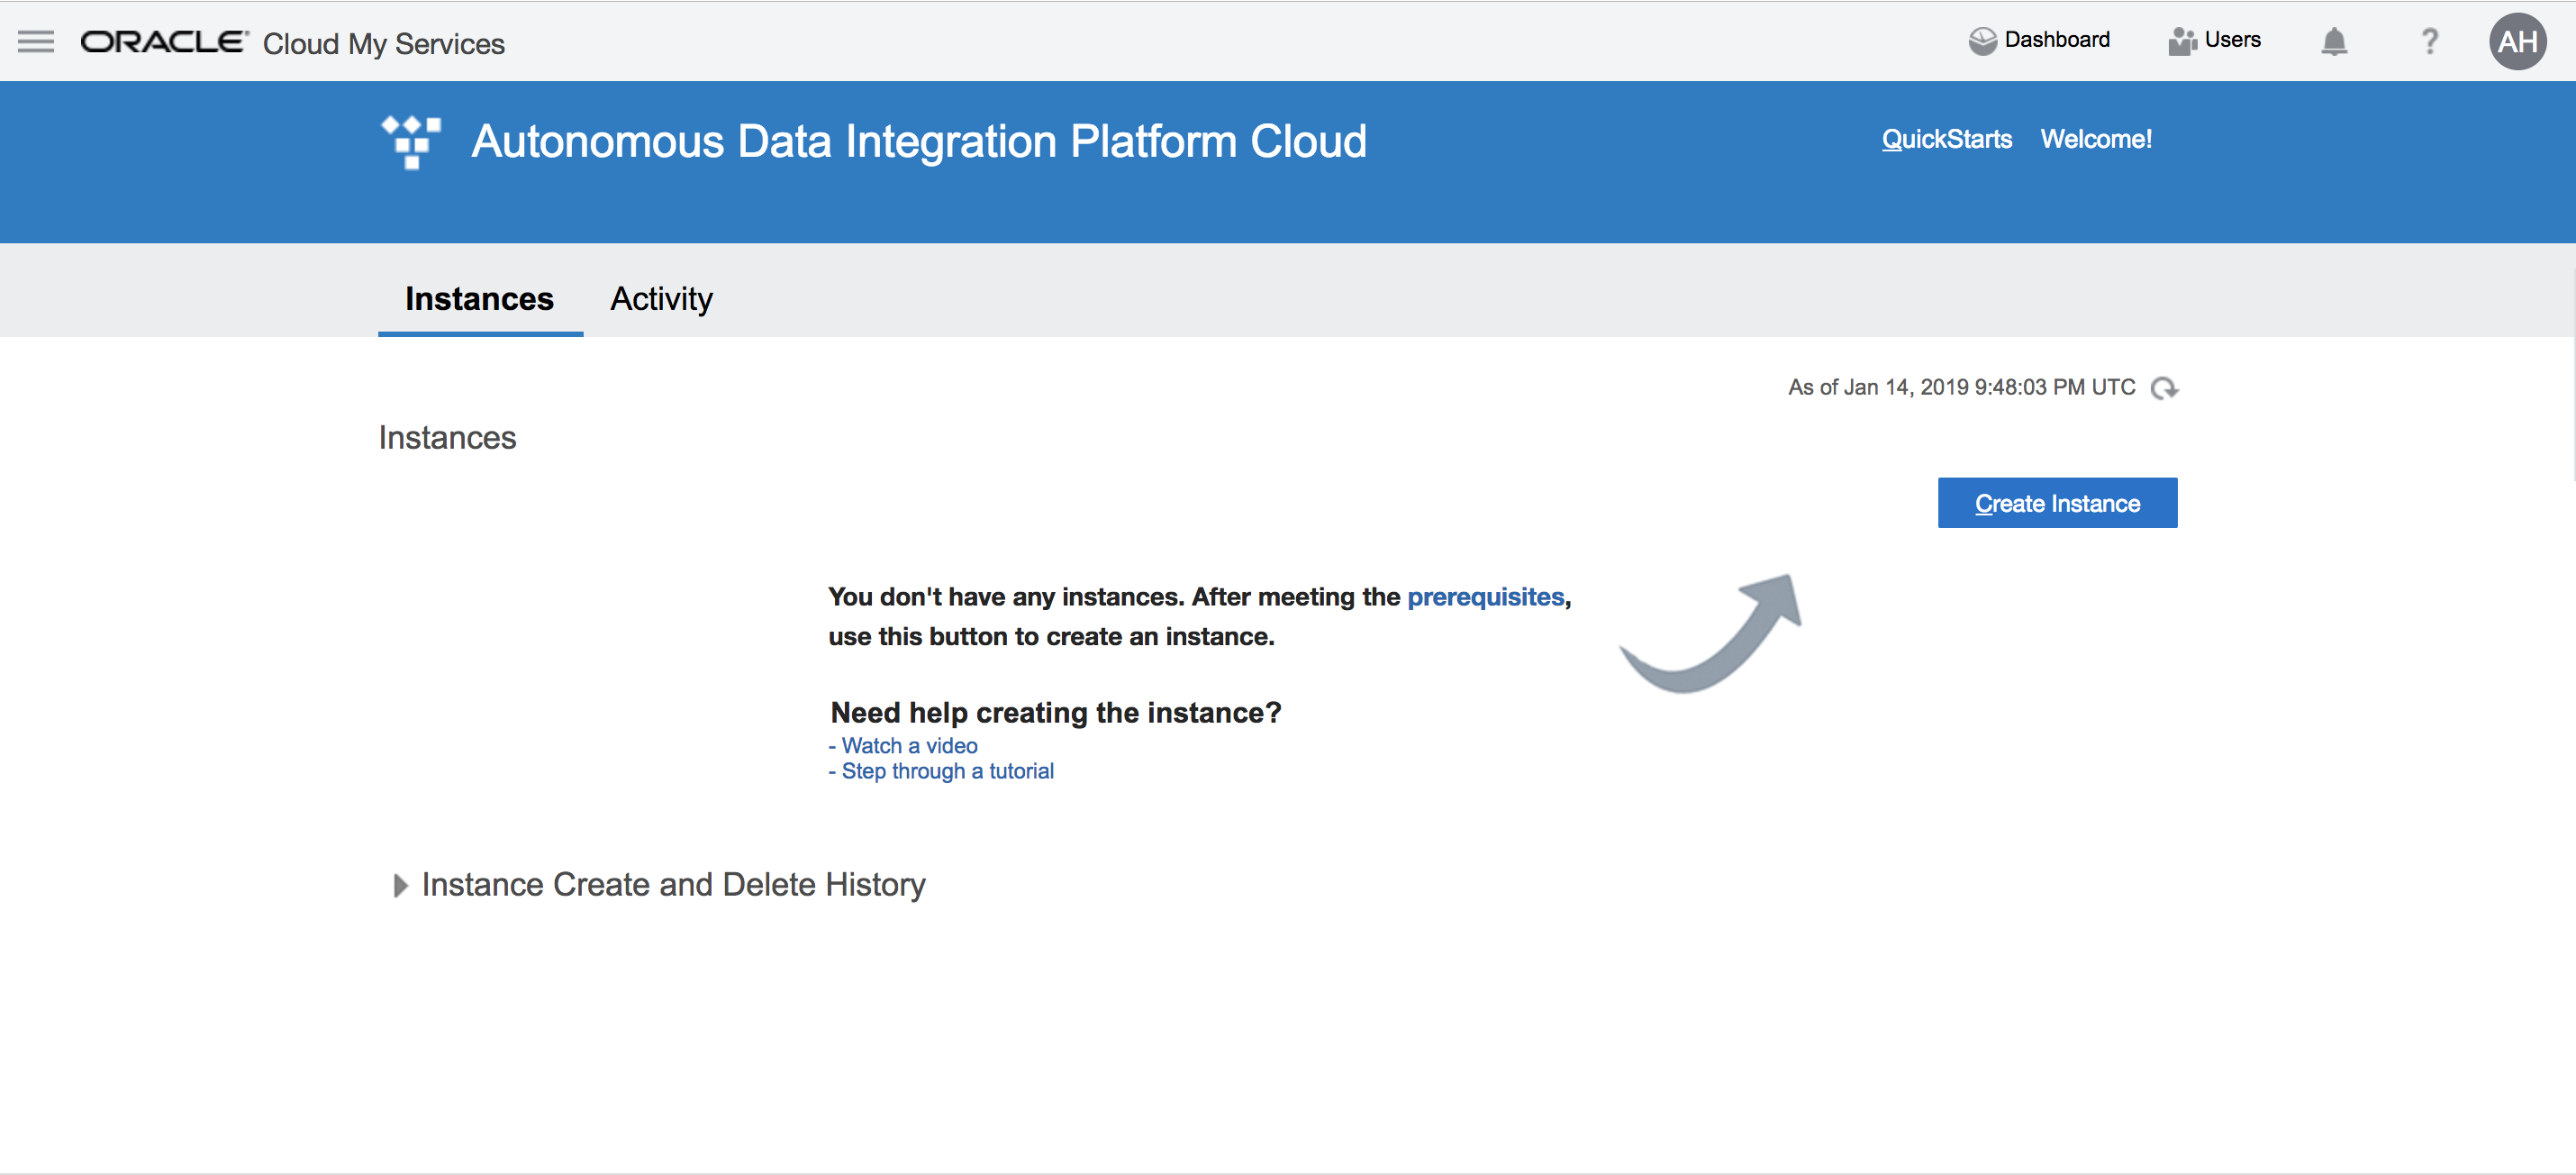 ORACLE® Cloud My Services
Dashboard
Users
?
AH
Autonomous Data Integration Platform Cloud
QuickStarts Welcome!
Instances Activity
As of Jan 14, 2019 9:48:03 PM UTC
Instances
Create Instance
You don't have any instances. After meeting the prerequisites,
use this button to create an instance.
Need help creating the instance?
- Watch a video
- Step through a tutorial
Instance Create and Delete History